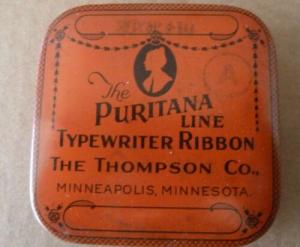 The
PURITANA
LINE
TYPEWRITER RIBBON
THE THOMPSON CO.,
MINNEAPOLIS, MINNESOTA.